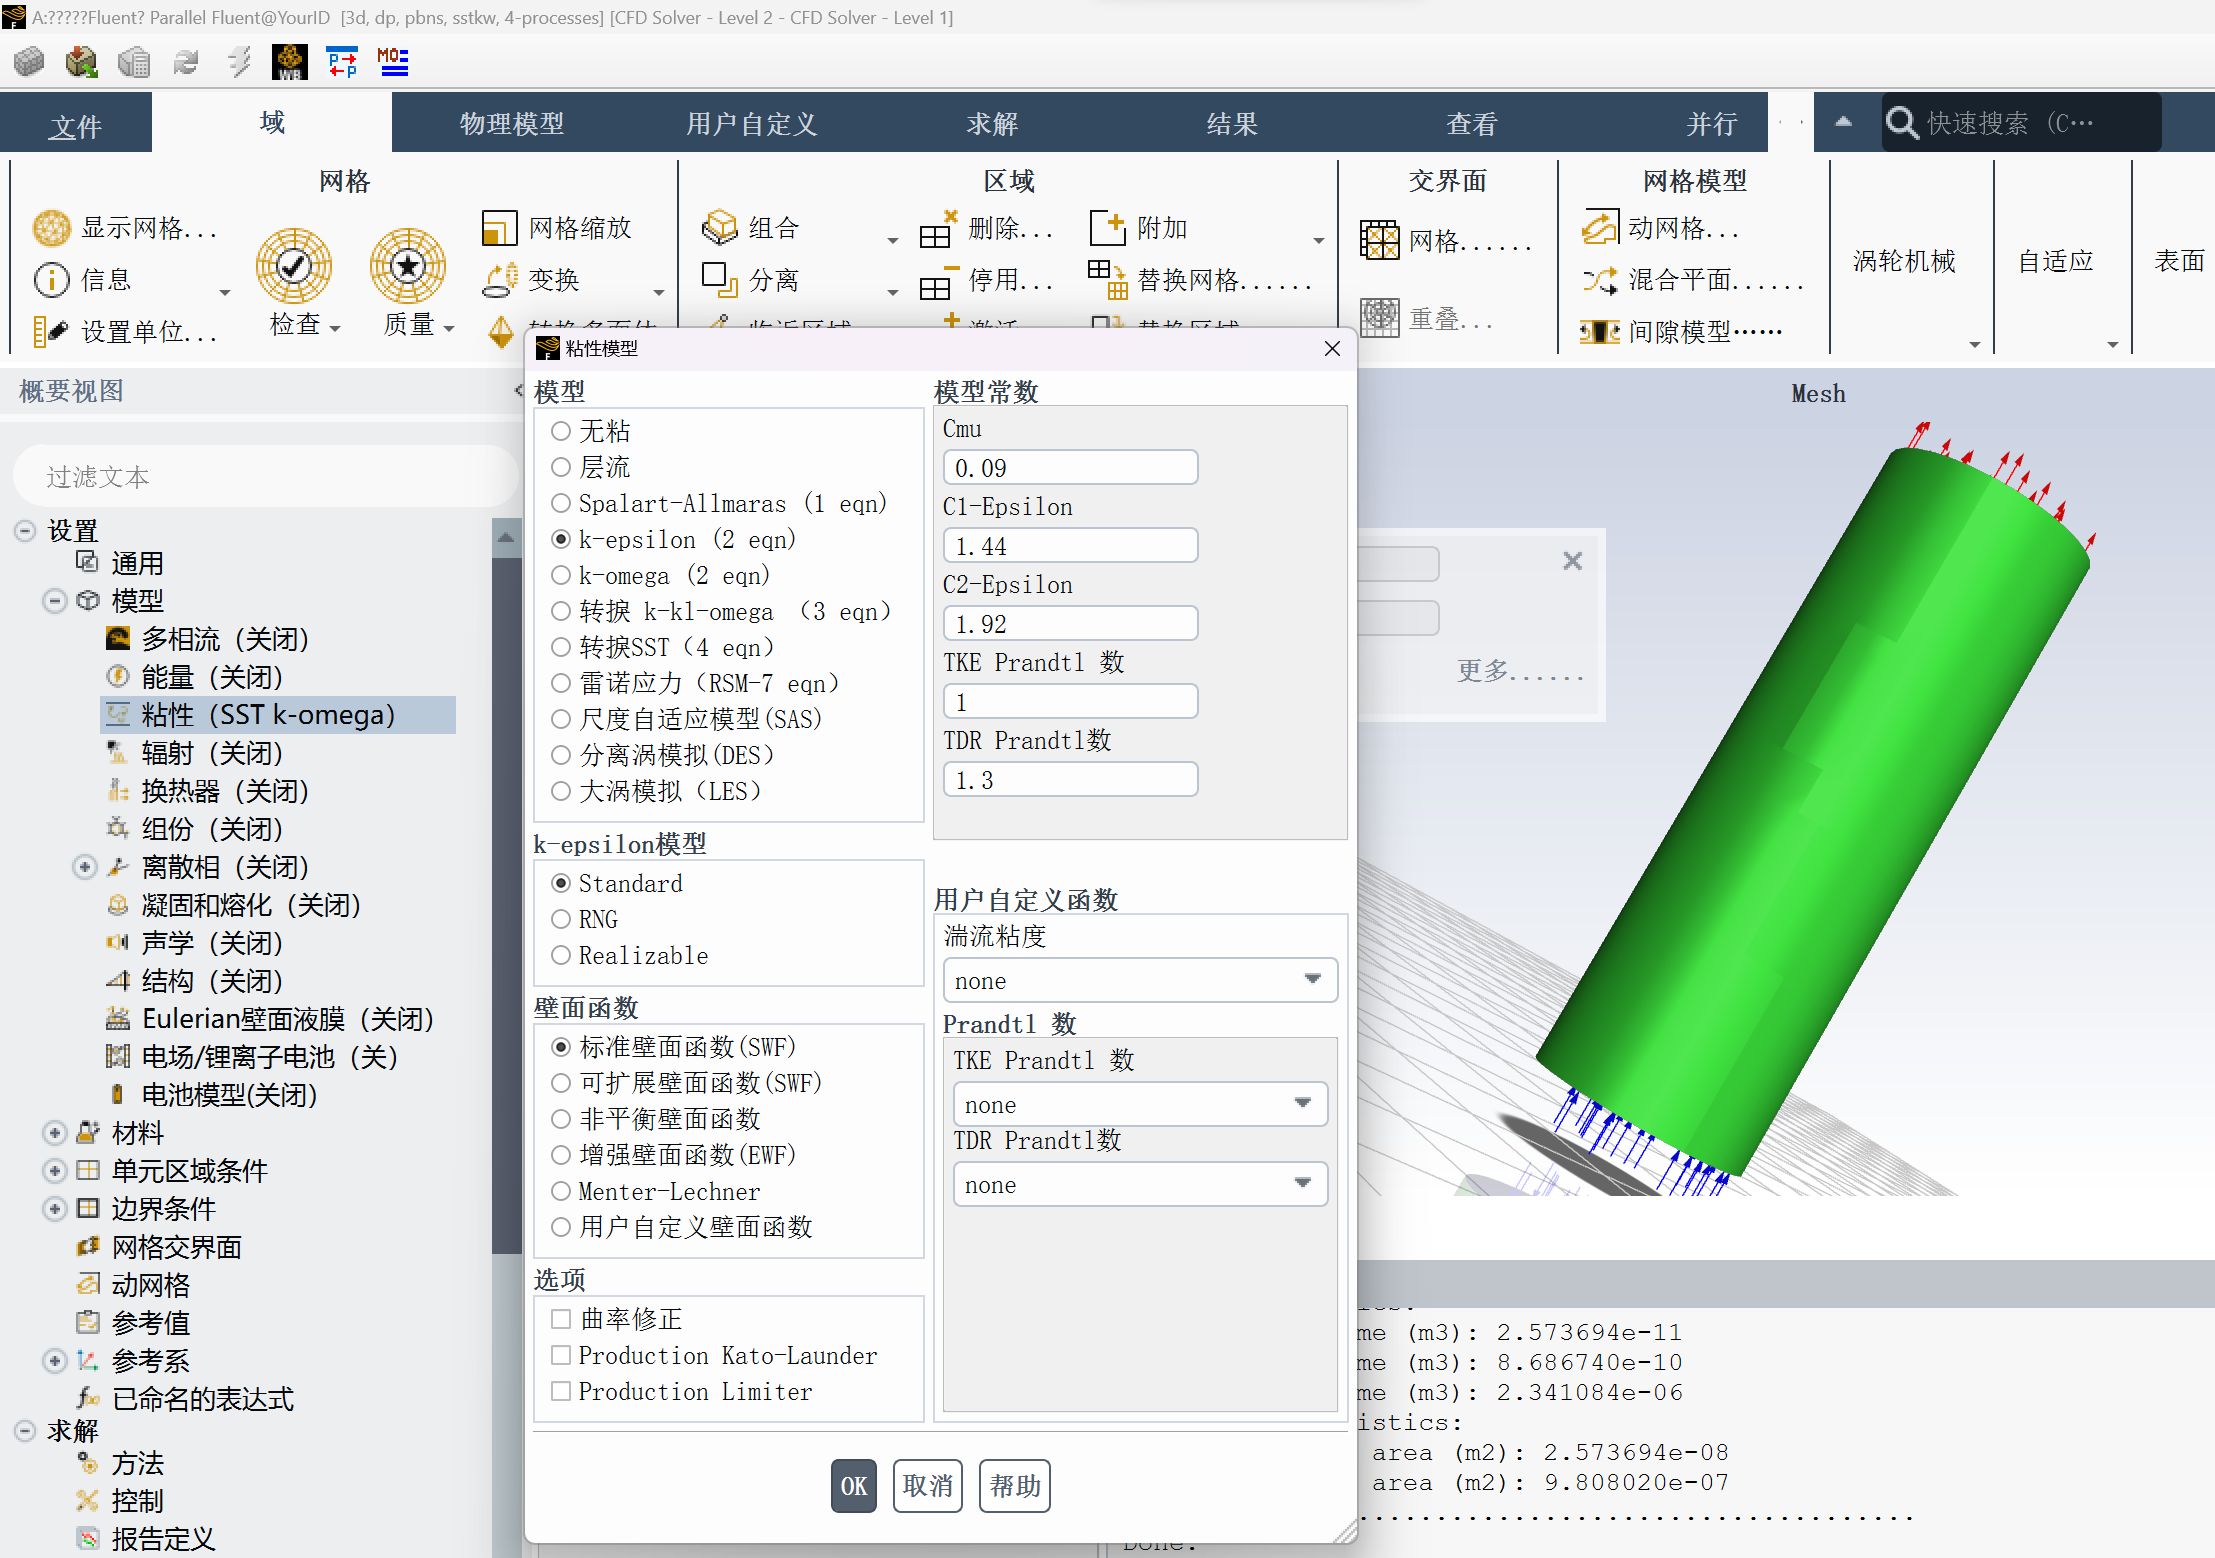 A:?????Fluent? Parallel Fluent@YourID [3d, dp, pbns, sstkw, 4-processes] [CFD Solver - Level 2 - CFD Solver - Level 1]
文件 域 物理模型 用户自定义 求解 结果 查看 并行 快速搜索 (C…
网格 区域 交界面 网格模型
显示网格...
信息
设置单位...
检查
质量
网格缩放
变换
组合
分离
删除...
停用...
附加
替换网格......
网格......
重叠...
动网格...
混合平面......
间隙模型……
涡轮机械
自适应
表面
概要视图
过滤文本
设置
通用
模型
多相流（关闭）
能量（关闭）
粘性（SST k-omega）
辐射（关闭）
换热器（关闭）
组份（关闭）
离散相（关闭）
凝固和熔化（关闭）
声学（关闭）
结构（关闭）
Eulerian壁面液膜（关闭）
电场/锂离子电池（关）
电池模型(关闭)
材料
单元区域条件
边界条件
网格交界面
动网格
参考值
参考系
已命名的表达式
求解
方法
控制
报告定义
粘性模型
模型
无粘
层流
Spalart-Allmaras (1 eqn)
k-epsilon (2 eqn)
k-omega (2 eqn)
转捩 k-kl-omega （3 eqn）
转捩SST（4 eqn）
雷诺应力（RSM-7 eqn）
尺度自适应模型(SAS)
分离涡模拟(DES）
大涡模拟（LES）
k-epsilon模型
Standard
RNG
Realizable
壁面函数
标准壁面函数(SWF)
可扩展壁面函数(SWF)
非平衡壁面函数
增强壁面函数(EWF)
Menter-Lechner
用户自定义壁面函数
选项
曲率修正
Production Kato-Launder
Production Limiter
模型常数
Cmu
0.09
C1-Epsilon
1.44
C2-Epsilon
1.92
TKE Prandtl 数
1
TDR Prandtl数
1.3
用户自定义函数
湍流粘度
none
Prandtl 数
TKE Prandtl 数
none
TDR Prandtl数
none
OK 取消 帮助
Mesh
更多......
me (m3): 2.573694e-11
me (m3): 8.686740e-10
me (m3): 2.341084e-06
istics:
area (m2): 2.573694e-08
area (m2): 9.808020e-07
....................................
Done.